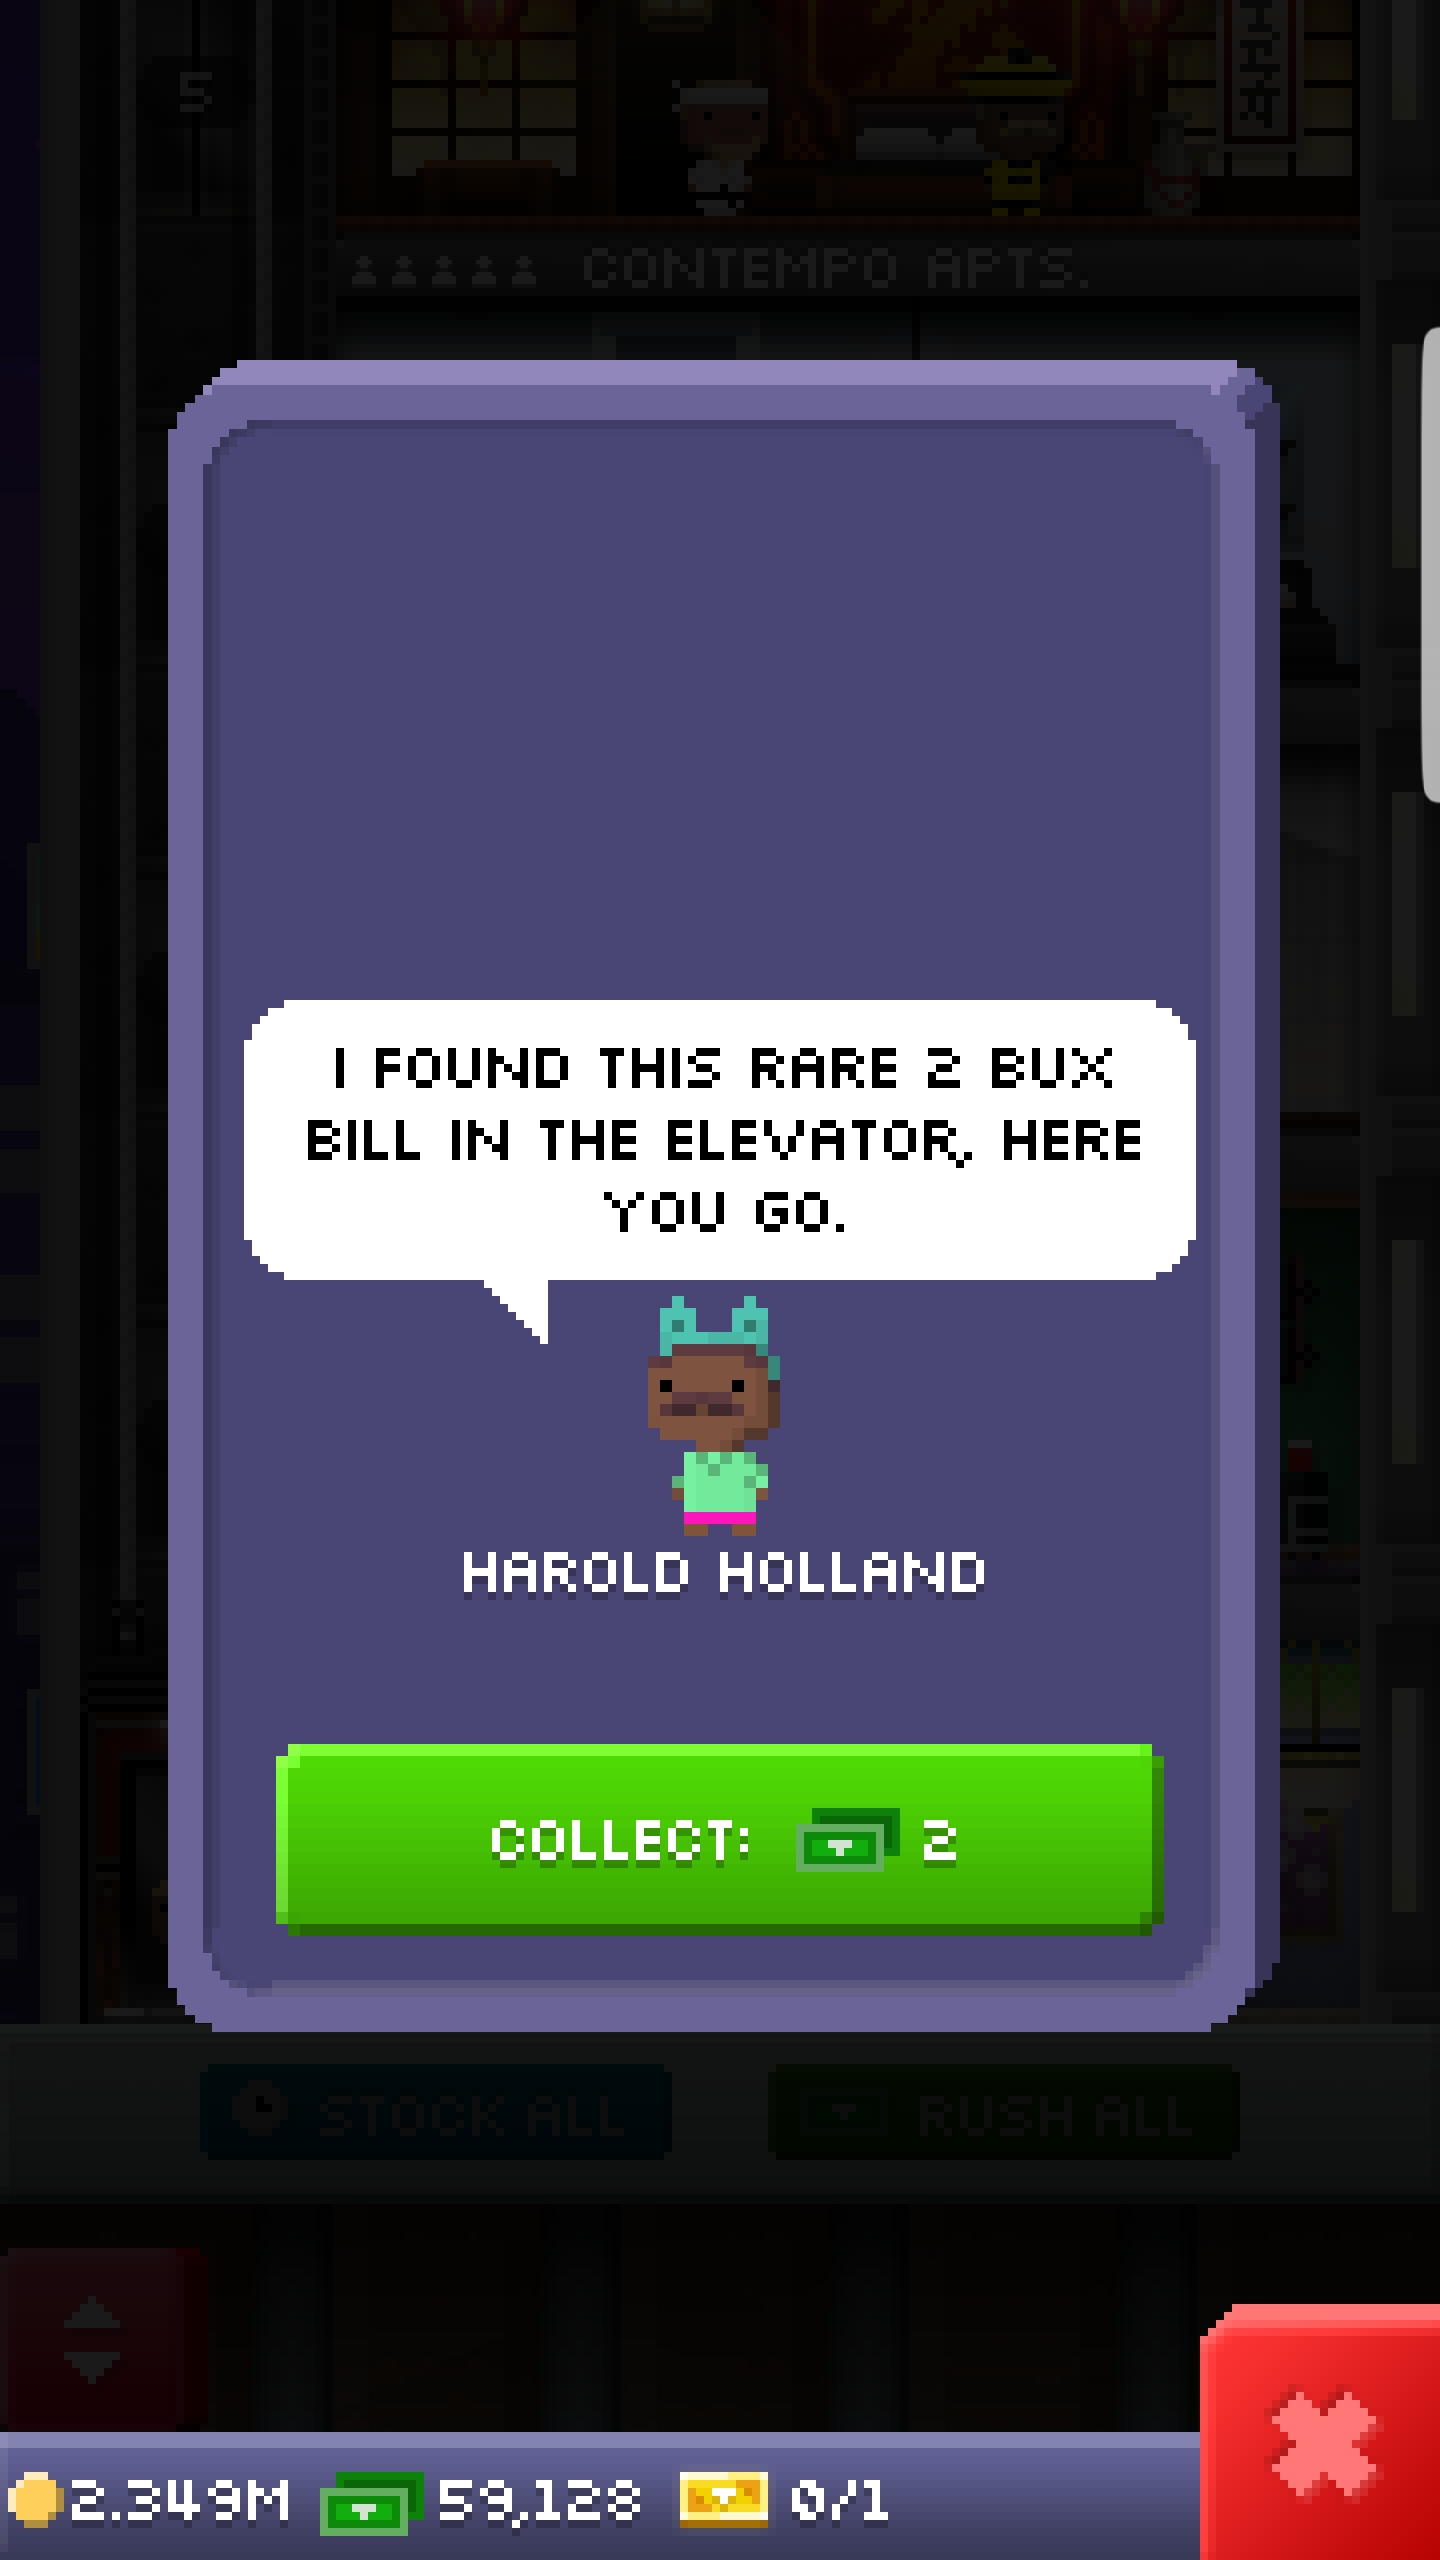 5
CONTEMPO APTS.
I FOUND THIS RARE 2 BUX
BILL IN THE ELEVATOR, HERE
YOU GO.
HAROLD HOLLAND
COLLECT: 2
STOCK ALL RUSH ALL
2.349M 59,128 0/1